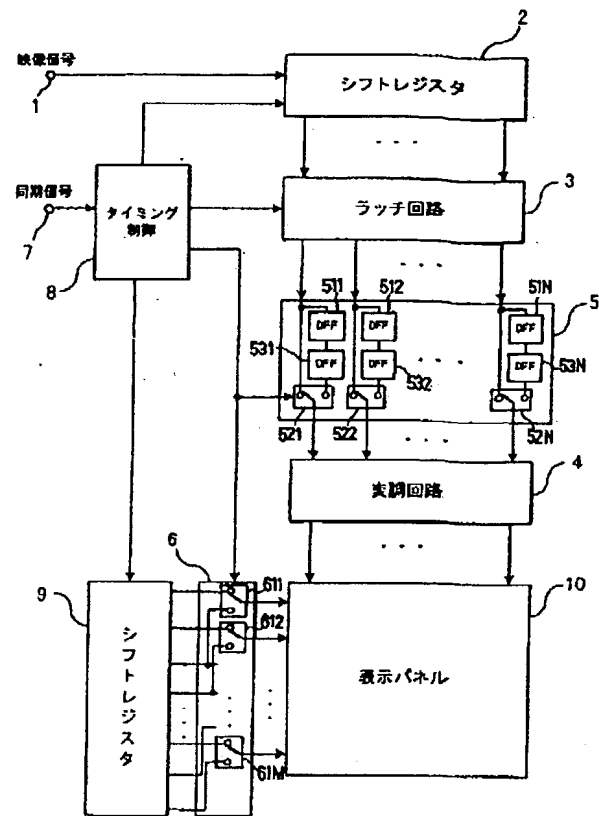 2
映像信号
シフトレジスタ
1
3
同期信号
タイミング
制御
ラッチ回路
7
8
5
511
512
51N
DFF
DFF
DFF
531
532
53N
DFF
DFF
DFF
521
522
52N
4
変調回路
6
9
611
10
612
シフトレジスタ
表示パネル
61M